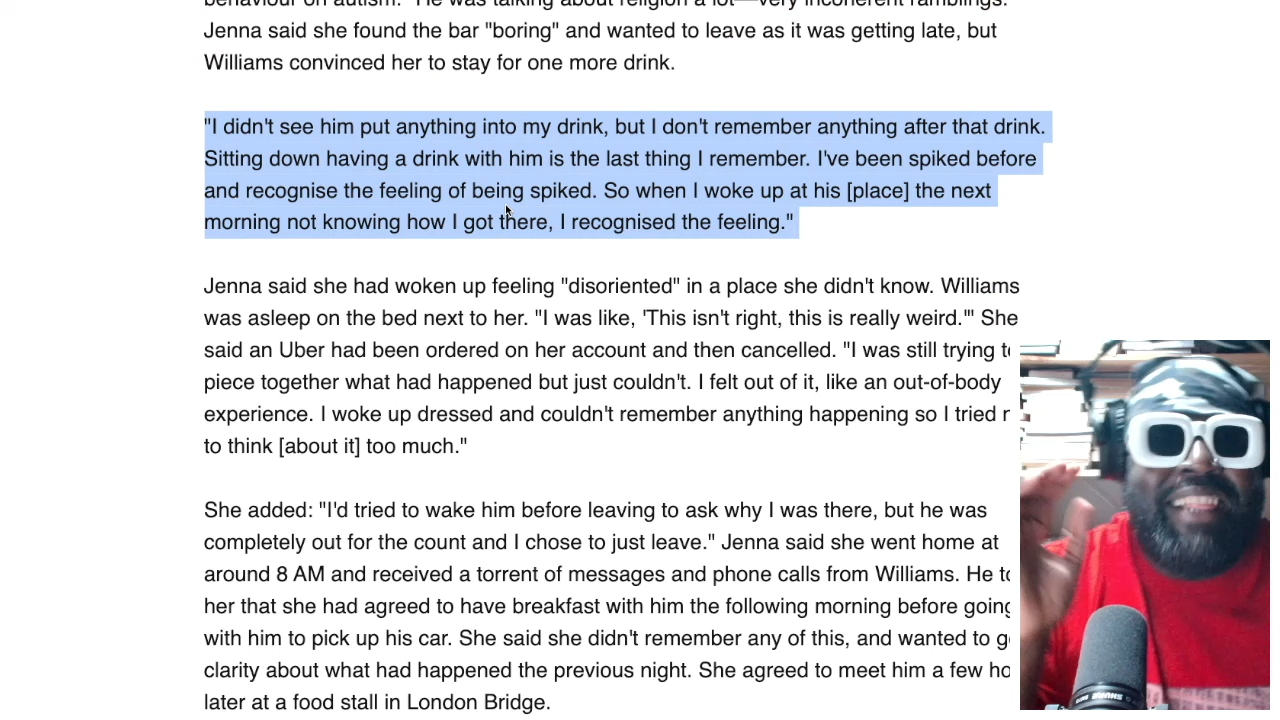 behaviour on autism. "He was talking about religion a lot—very incoherent ramblings."
Jenna said she found the bar "boring" and wanted to leave as it was getting late, but
Williams convinced her to stay for one more drink.
"I didn't see him put anything into my drink, but I don't remember anything after that drink.
Sitting down having a drink with him is the last thing I remember. I've been spiked before
and recognise the feeling of being spiked. So when I woke up at his [place] the next
morning not knowing how I got there, I recognised the feeling."
Jenna said she had woken up feeling "disoriented" in a place she didn't know. Williams
was asleep on the bed next to her. "I was like, 'This isn't right, this is really weird.'" She
said an Uber had been ordered on her account and then cancelled. "I was still trying
piece together what had happened but just couldn't. I felt out of it, like an out-of-body
experience. I woke up dressed and couldn't remember anything happening so I tried
to think [about it] too much."
She added: "I'd tried to wake him before leaving to ask why I was there, but he was
completely out for the count and I chose to just leave." Jenna said she went home at
around 8 AM and received a torrent of messages and phone calls from Williams. He
her that she had agreed to have breakfast with him the following morning before going
with him to pick up his car. She said she didn't remember any of this, and wanted to
clarity about what had happened the previous night. She agreed to meet him a few
later at a food stall in London Bridge.